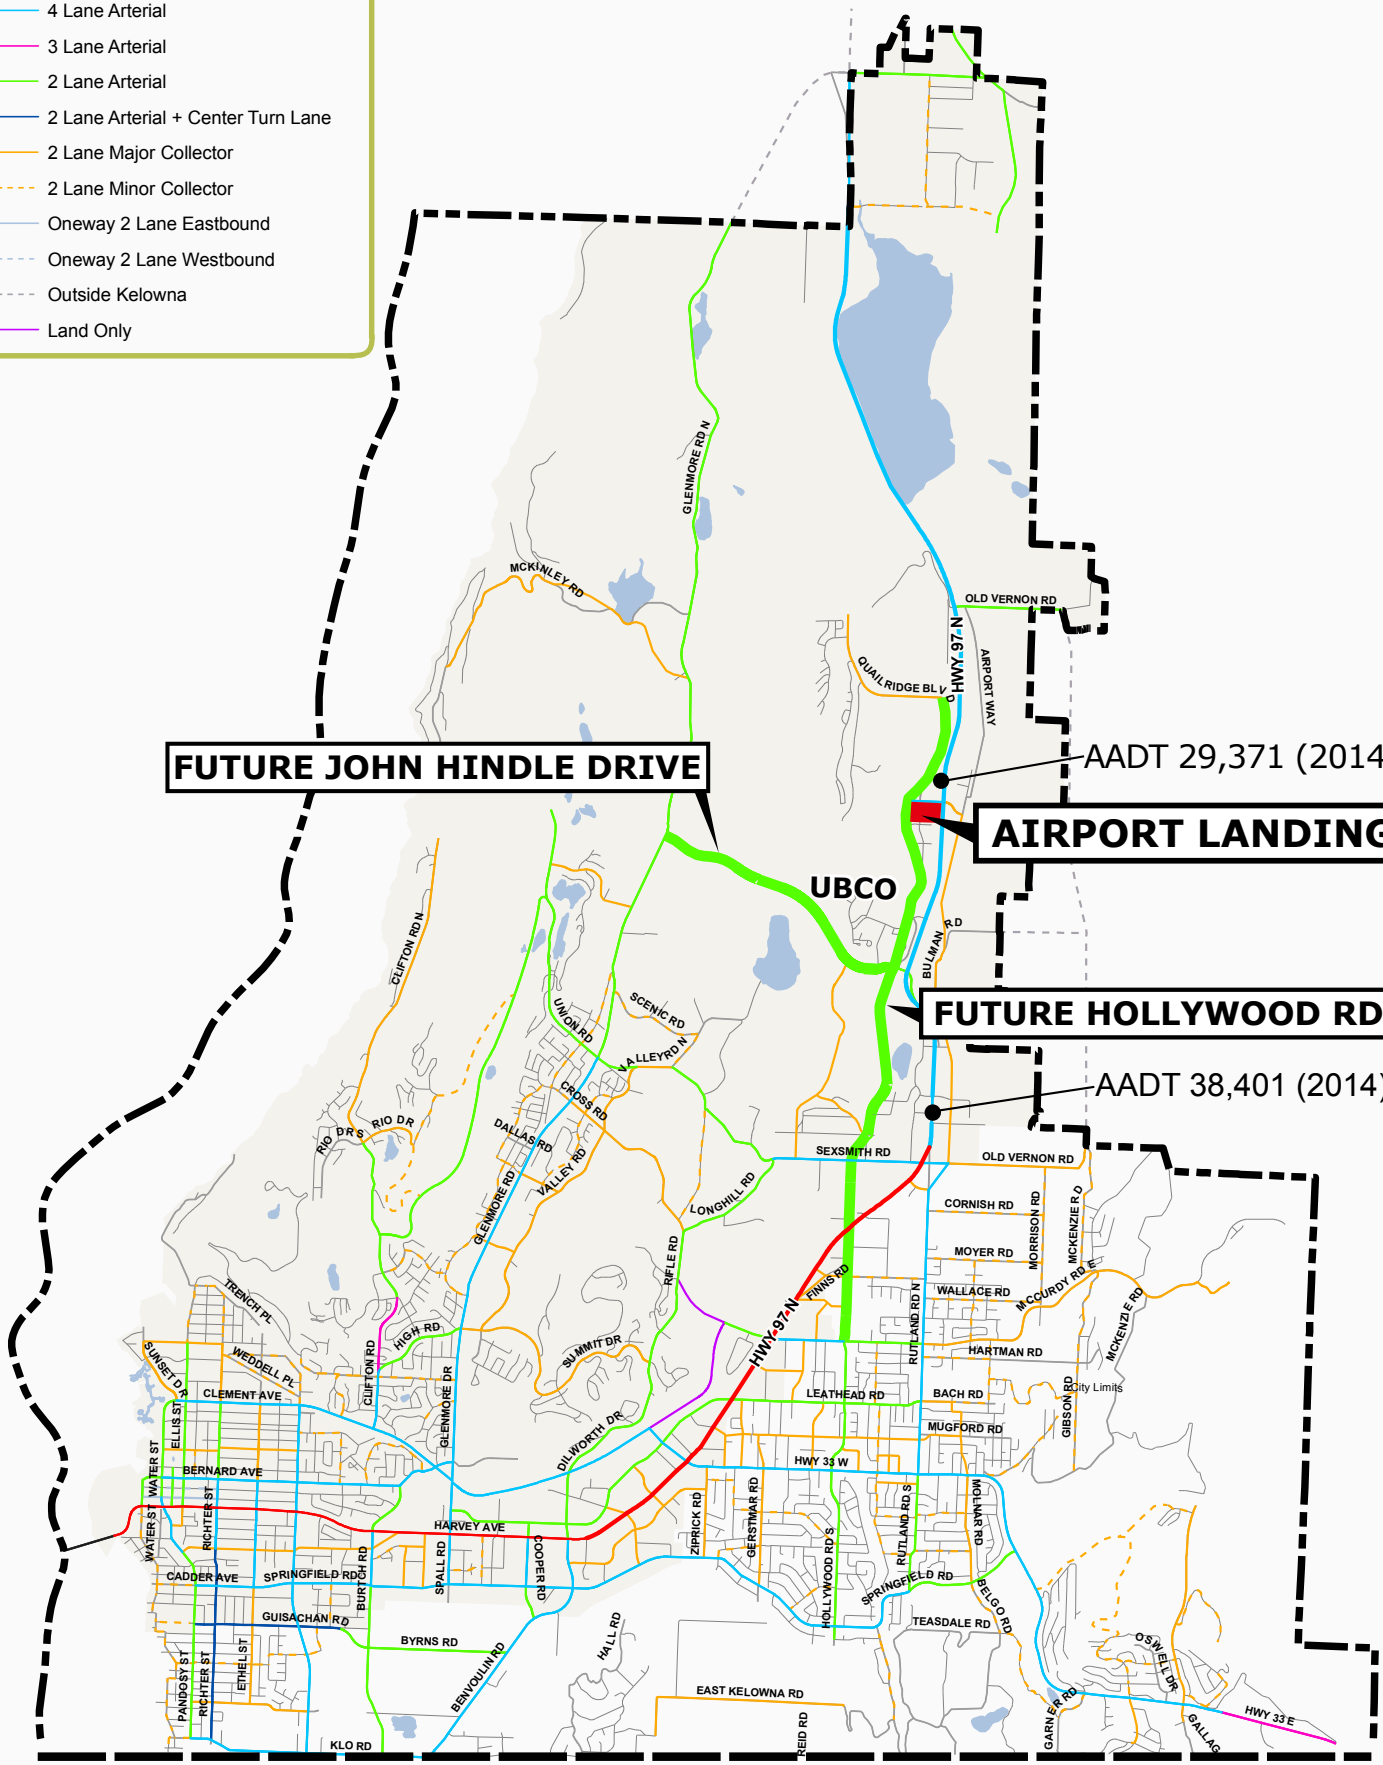 4 Lane Arterial
3 Lane Arterial
2 Lane Arterial
2 Lane Arterial + Center Turn Lane
2 Lane Major Collector
2 Lane Minor Collector
Oneway 2 Lane Eastbound
Oneway 2 Lane Westbound
Outside Kelowna
Land Only
GLENMORE RD N
MCKINLEY RD
OLD VERNON RD
HWY 97 N
AIRPORT WAY
QUAILRIDGE BLVD
FUTURE JOHN HINDLE DRIVE
AADT 29,371 (2014
AIRPORT LANDING
UBCO
CLIFTON RD N
BULMAN RD
FUTURE HOLLYWOOD RD
SCENIC RD
UNION RD
VALLEY RD N
AADT 38,401 (2014)
CROSS RD
RIO DR S
RIO DR
DALLAS RD
VALLEY RD
SEXSMITH RD
OLD VERNON RD
GLENMORE RD
LONGHILL RD
CORNISH RD
MORRISON RD
MCKENZIE RD
MOYER RD
RIFLE RD
FINNS RD
WALLACE RD
MCCURDY RD E
MCKENZIE RD
TRENCH PL
HIGH RD
HWY 97 N
RUTLAND RD N
SUNSET DR
WEDDELL PL
CLIFTON RD
SUMMIT DR
HARTMAN RD
CLEMENT AVE
GLENMORE DR
LEATHEAD RD
BACH RD
GIBSON RD
City Limits
ELLIS ST
DILWORTH DR
MUGFORD RD
WATER ST
BERNARD AVE
HWY 33 W
RICHTER ST
WATER ST
HARVEY AVE
ZIPRICK RD
GERSTMAR RD
RUTLAND RD S
MOLNAR RD
CADDER AVE
SPRINGFIELD RD
BURTCH RD
SPALL RD
COOPER RD
HOLLYWOOD RD S
SPRINGFIELD RD
BELGO RD
GUISACHAN RD
BYRNS RD
HALL RD
TEASDALE RD
PANDOSY ST
RICHTER ST
ETHEL ST
BENVOULIN RD
OSWELL DR
EAST KELOWNA RD
REID RD
GARNER RD
GALLAG
HWY 33 E
KLO RD